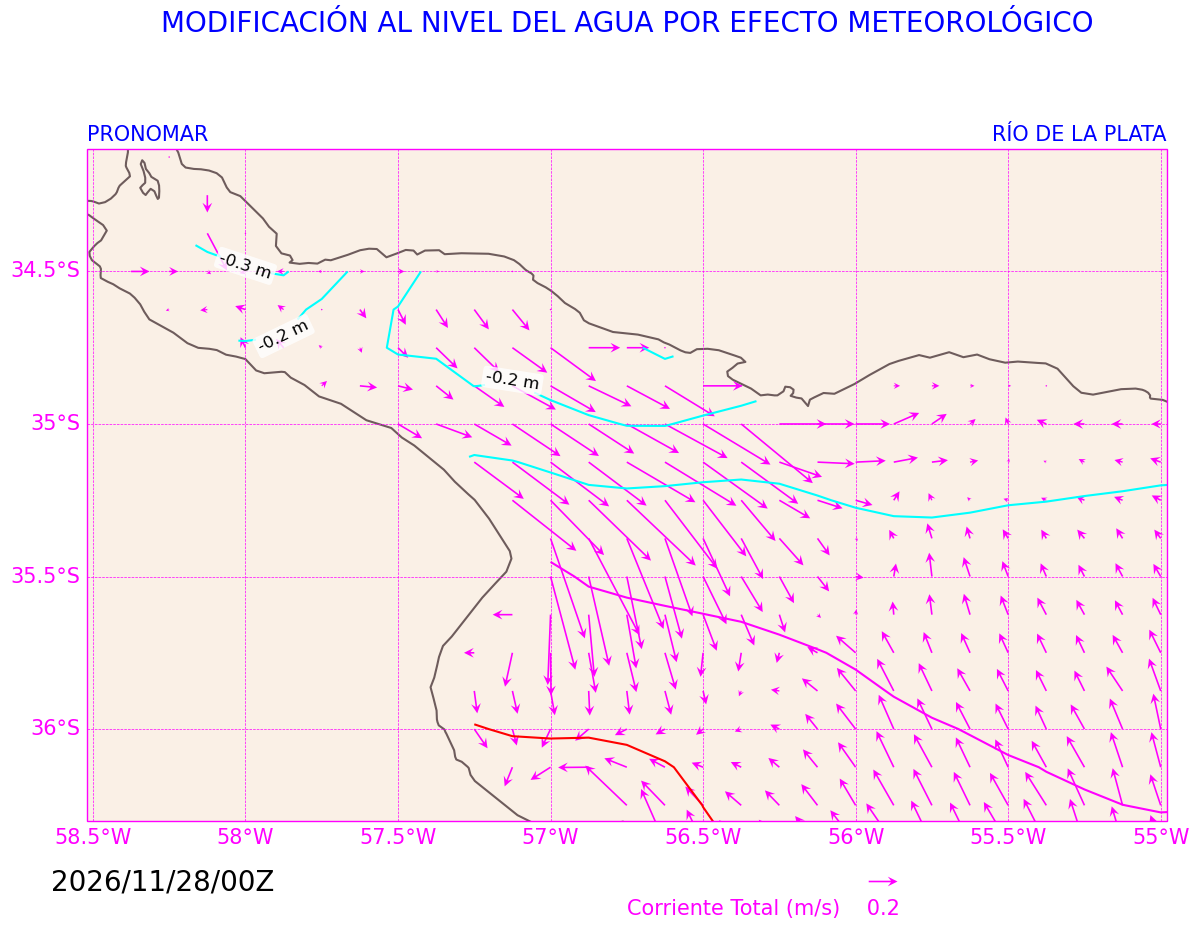 MODIFICACIÓN AL NIVEL DEL AGUA POR EFECTO METEOROLÓGICO
PRONOMAR
RÍO DE LA PLATA
-0.3 m
34.5°S
-0.2 m
-0.2 m
35°S
35.5°S
36°S
58.5°W 58°W 57.5°W 57°W 56.5°W 56°W 55.5°W 55°W
2026/11/28/00Z
Corriente Total (m/s) 0.2